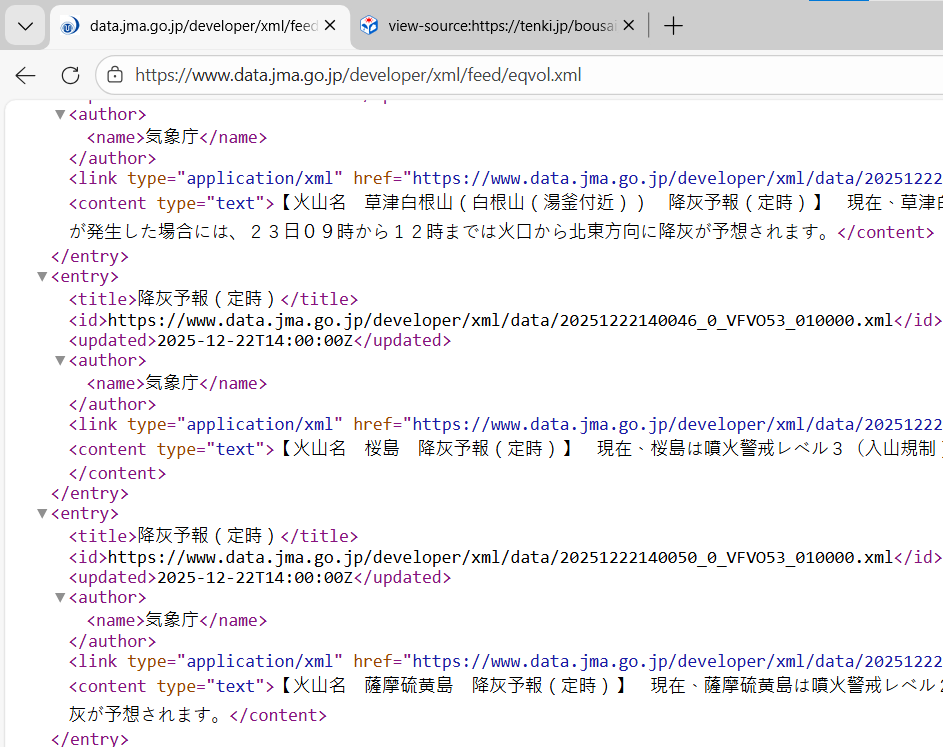 data.jma.go.jp/developer/xml/feed
view-source:https://tenki.jp/bousai
https://www.data.jma.go.jp/developer/xml/feed/eqvol.xml
<author>
<name>気象庁</name>
</author>
<link type="application/xml" href="https://www.data.jma.go.jp/developer/xml/data/20251222
<content type="text">【火山名　草津白根山（白根山（湯釜付近））　降灰予報（定時）】　現在、草津白
が発生した場合には、２３日０９時から１２時までは火口から北東方向に降灰が予想されます。</content>
</entry>
<entry>
<title>降灰予報（定時）</title>
<id>https://www.data.jma.go.jp/developer/xml/data/20251222140046_0_VFVO53_010000.xml</id>
<updated>2025-12-22T14:00:00Z</updated>
<author>
<name>気象庁</name>
</author>
<link type="application/xml" href="https://www.data.jma.go.jp/developer/xml/data/20251222
<content type="text">【火山名　桜島　降灰予報（定時）】　現在、桜島は噴火警戒レベル３（入山規制）
</content>
</entry>
<entry>
<title>降灰予報（定時）</title>
<id>https://www.data.jma.go.jp/developer/xml/data/20251222140050_0_VFVO53_010000.xml</id>
<updated>2025-12-22T14:00:00Z</updated>
<author>
<name>気象庁</name>
</author>
<link type="application/xml" href="https://www.data.jma.go.jp/developer/xml/data/20251222
<content type="text">【火山名　薩摩硫黄島　降灰予報（定時）】　現在、薩摩硫黄島は噴火警戒レベル２
灰が予想されます。</content>
</entry>